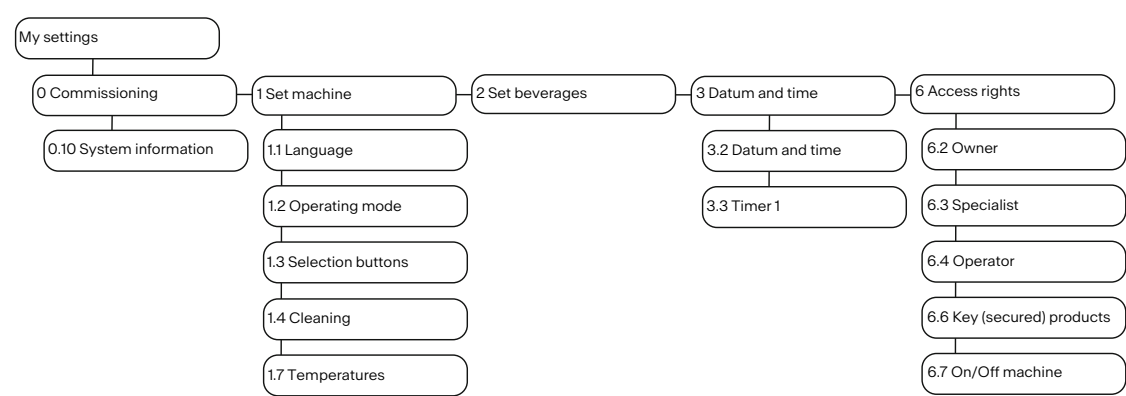 My settings
0 Commissioning
1 Set machine
2 Set beverages
3 Datum and time
6 Access rights
0.10 System information
1.1 Language
1.2 Operating mode
1.3 Selection buttons
1.4 Cleaning
1.7 Temperatures
3.2 Datum and time
3.3 Timer 1
6.2 Owner
6.3 Specialist
6.4 Operator
6.6 Key (secured) products
6.7 On/Off machine